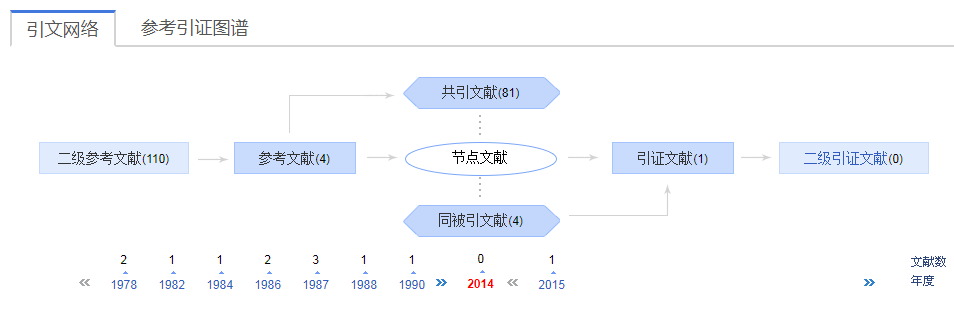 引文网络 参考引证图谱
共引文献(81)
二级参考文献(110) 参考文献(4) 节点文献 引证文献(1) 二级引证文献(0)
同被引文献(4)
2 1 1 2 3 1 1 0 1 文献数
1978 1982 1984 1986 1987 1988 1990 2014 2015 年度